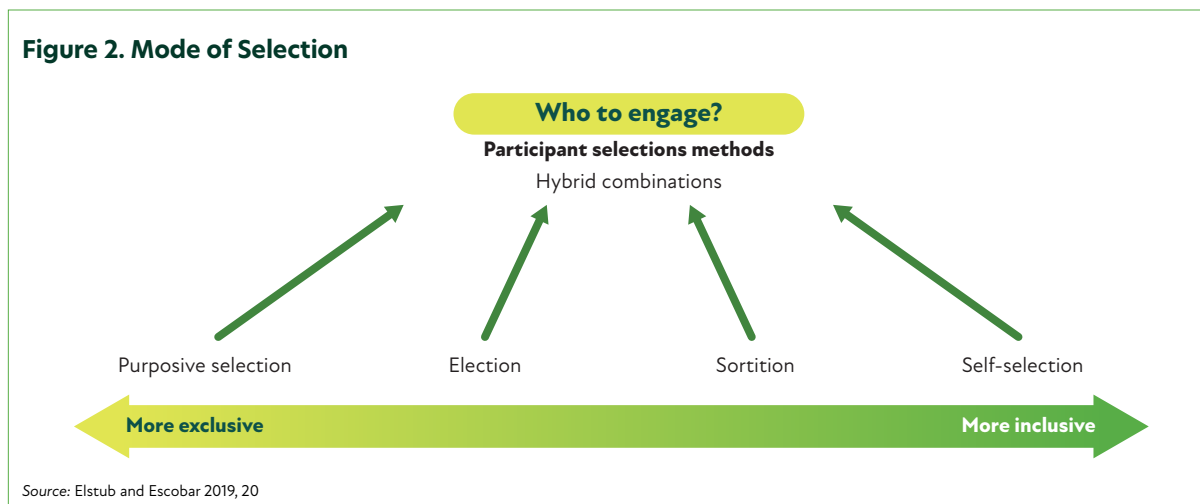 Figure 2. Mode of Selection
Who to engage?
Participant selections methods
Hybrid combinations
Purposive selection
Election
Sortition
Self-selection
More exclusive
More inclusive
Source: Elstub and Escobar 2019, 20